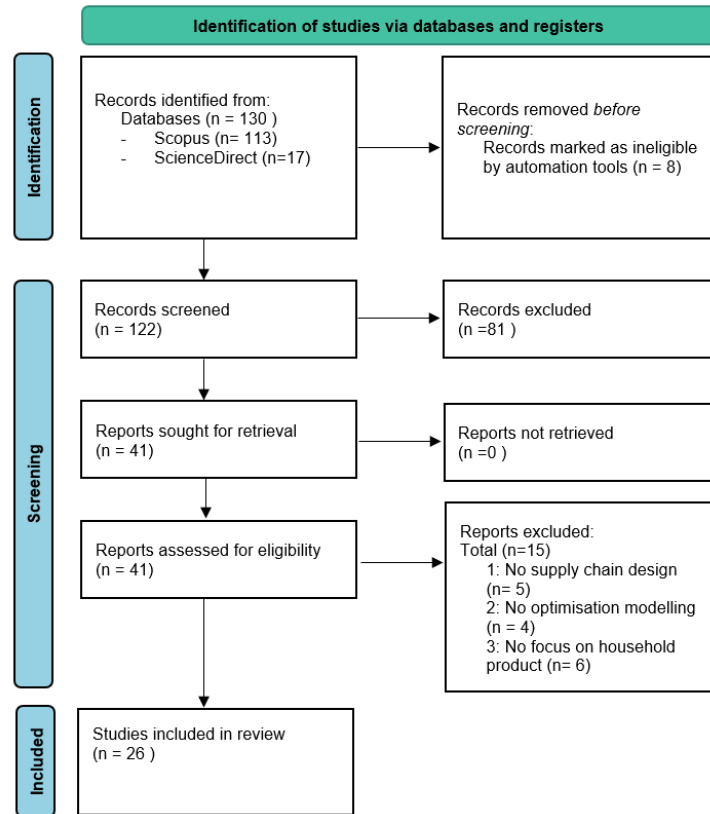 Identification of studies via databases and registers
Identification
Records identified from:
Databases (n = 130 )
- Scopus (n= 113)
- ScienceDirect (n=17)
Records removed before
screening:
Records marked as ineligible
by automation tools (n = 8)
Screening
Records screened
(n = 122)
Records excluded
(n =81 )
Reports sought for retrieval
(n = 41)
Reports not retrieved
(n =0 )
Reports assessed for eligibility
(n = 41)
Reports excluded:
Total (n=15)
1: No supply chain design
(n= 5)
2: No optimisation modelling
(n = 4)
3: No focus on household
product (n= 6)
Included
Studies included in review
(n = 26 )